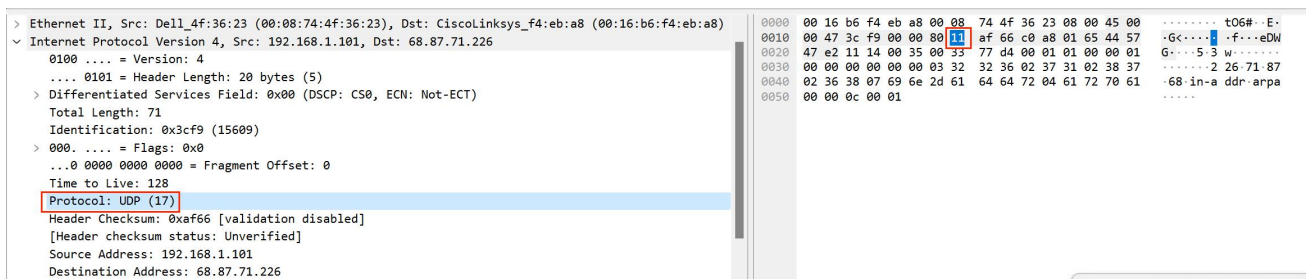 > Ethernet II, Src: Dell_4f:36:23 (00:08:74:4f:36:23), Dst: CiscoLinksys_f4:eb:a8 (00:16:b6:f4:eb:a8)
Internet Protocol Version 4, Src: 192.168.1.101, Dst: 68.87.71.226
0100 .... = Version: 4
.... 0101 = Header Length: 20 bytes (5)
> Differentiated Services Field: 0x00 (DSCP: CS0, ECN: Not-ECT)
Total Length: 71
Identification: 0x3cf9 (15609)
> 000. .... = Flags: 0x0
...0 0000 0000 0000 = Fragment Offset: 0
Time to Live: 128
Protocol: UDP (17)
Header Checksum: 0xaf66 [validation disabled]
[Header checksum status: Unverified]
Source Address: 192.168.1.101
Destination Address: 68.87.71.226
0000 00 16 b6 f4 eb a8 00 08 74 4f 36 23 08 00 45 00 ········ tO6#··E·
0010 00 47 3c f9 00 00 80 11 af 66 c0 a8 01 65 44 57 ·G<····· ·f···eDW
0020 47 e2 11 14 00 35 00 33 77 d4 00 01 01 00 00 01 G····5·3 w·······
0030 00 00 00 00 00 00 03 32 32 36 02 37 31 02 38 37 ·······2 26·71·87
0040 02 36 38 07 69 6e 2d 61 64 64 72 04 61 72 70 61 ·68·in-a ddr·arpa
0050 00 00 0c 00 01 ·····